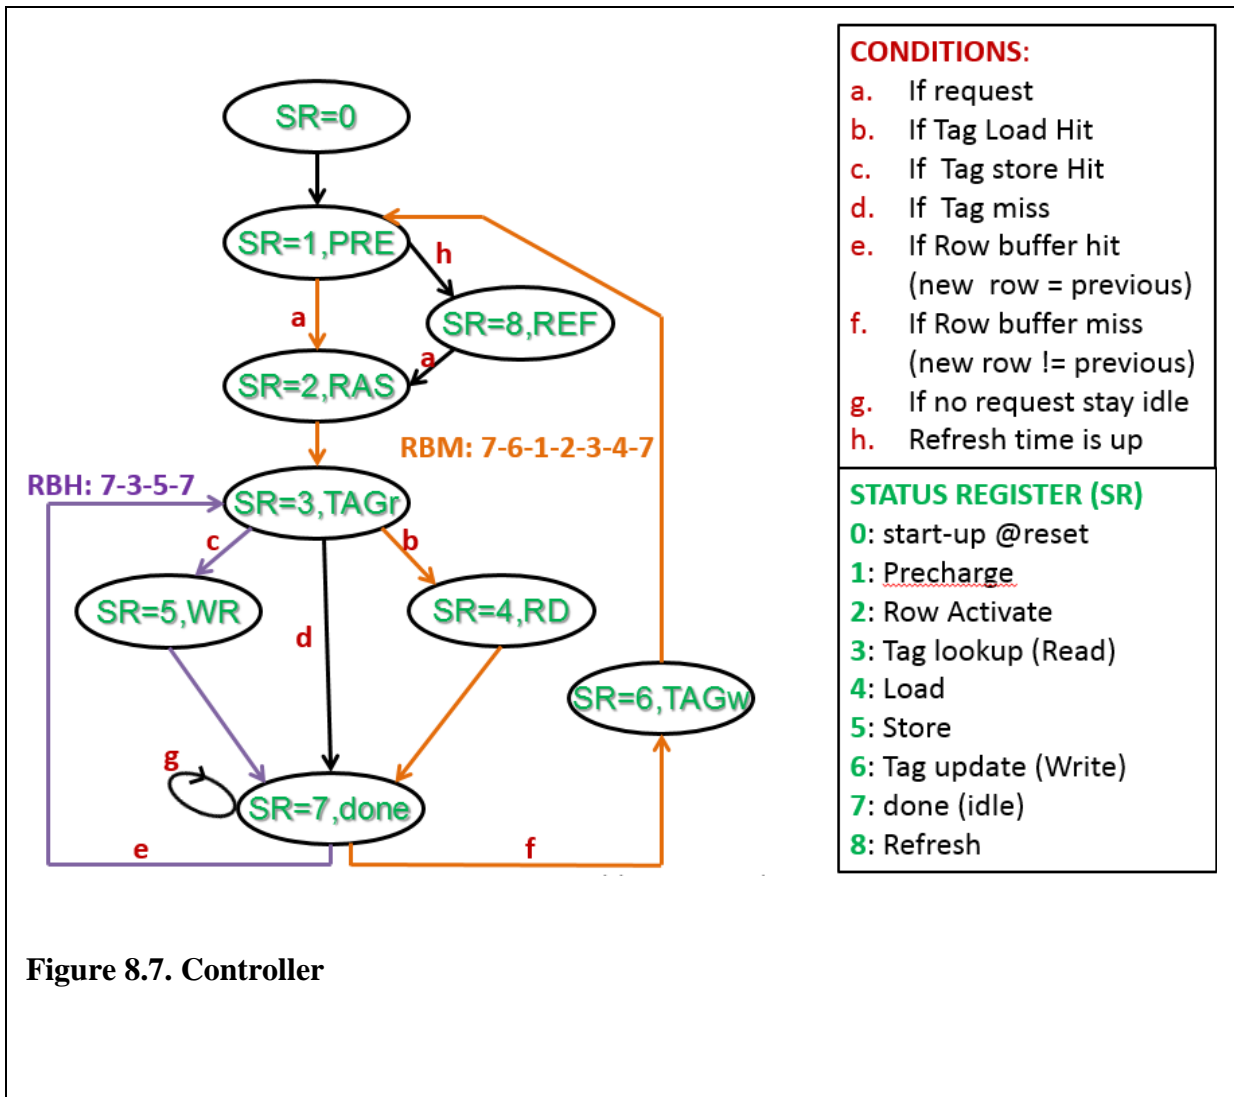 SR=0
SR=1,PRE
h
SR=8,REF
a
a
SR=2,RAS
RBM: 7-6-1-2-3-4-7
RBH: 7-3-5-7
SR=3,TAGr
c
b
SR=5,WR
SR=4,RD
d
SR=6,TAGw
g
SR=7,done
e
f
CONDITIONS:
a. If request
b. If Tag Load Hit
c. If Tag store Hit
d. If Tag miss
e. If Row buffer hit
(new row = previous)
f. If Row buffer miss
(new row != previous)
g. If no request stay idle
h. Refresh time is up
STATUS REGISTER (SR)
0: start-up @reset
1: Precharge
2: Row Activate
3: Tag lookup (Read)
4: Load
5: Store
6: Tag update (Write)
7: done (idle)
8: Refresh
Figure 8.7. Controller